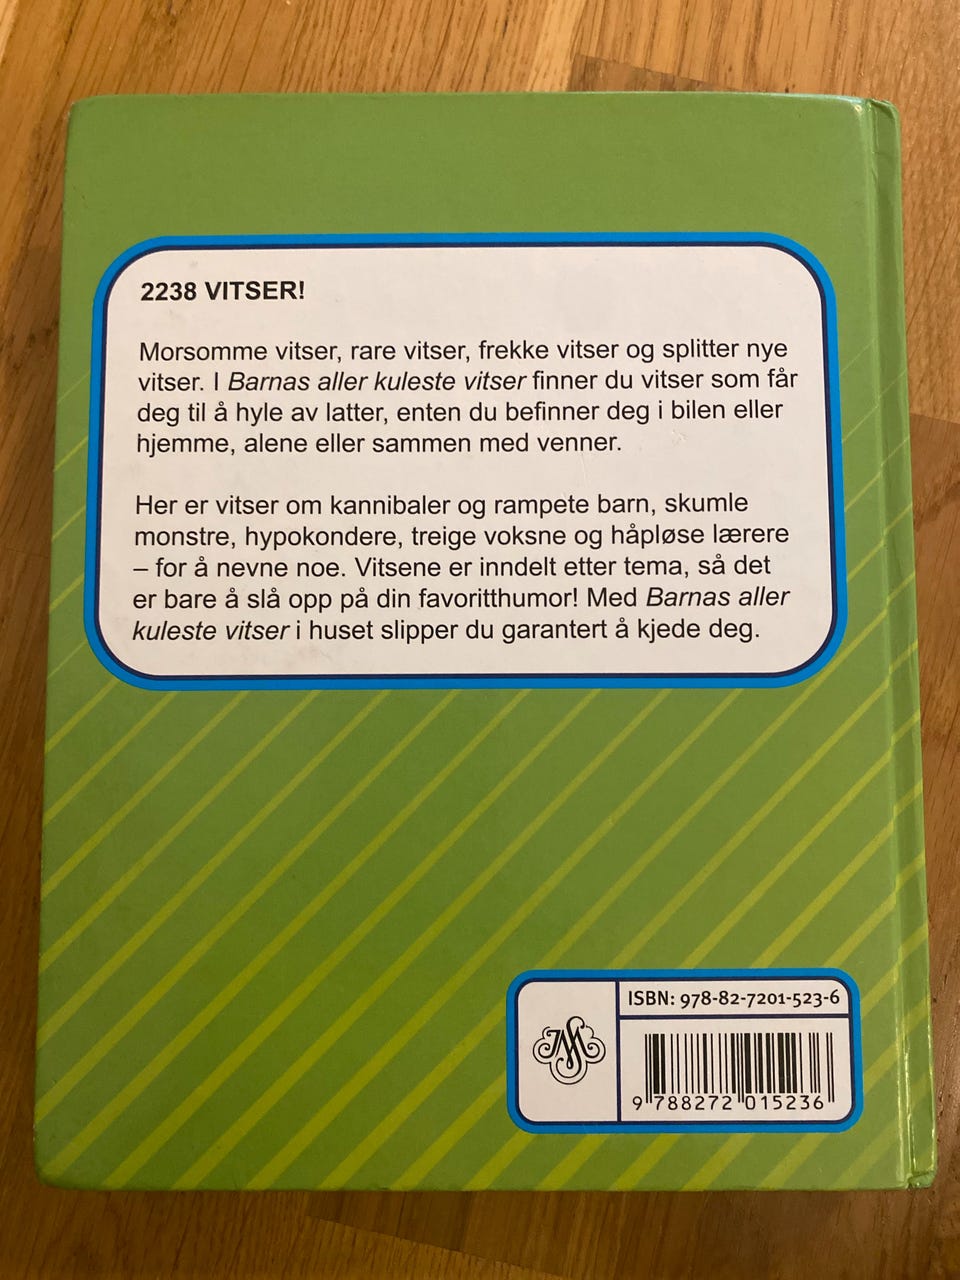 2238 VITSER!
Morsomme vitser, rare vitser, frekke vitser og splitter nye
vitser. I Barnas aller kuleste vitser finner du vitser som får
deg til å hyle av latter, enten du befinner deg i bilen eller
hjemme, alene eller sammen med venner.
Her er vitser om kannibaler og rampete barn, skumle
monstre, hypokondere, treige voksne og håpløse lærere
– for å nevne noe. Vitsene er inndelt etter tema, så det
er bare å slå opp på din favoritthumor! Med Barnas aller
kuleste vitser i huset slipper du garantert å kjede deg.
ISBN: 978-82-7201-523-6
9 788272 015236